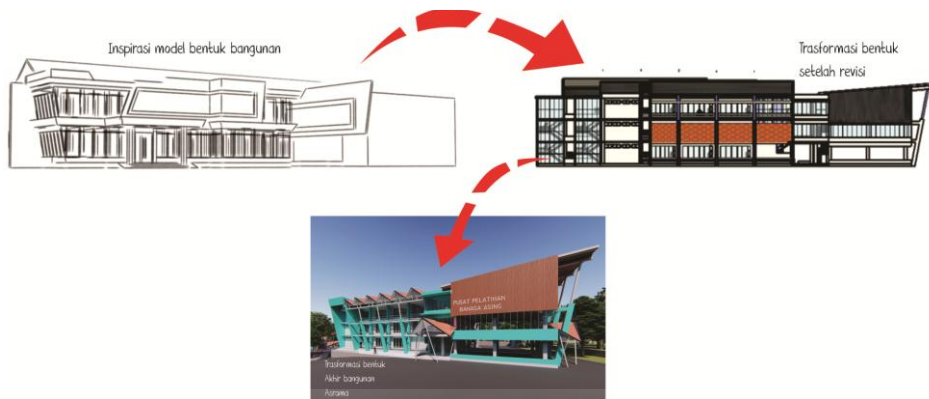 Inspirasi model bentuk bangunan
Trasformasi bentuk
setelah revisi
PUSAT PELATIHAN
BAHASA ASING
Trasformasi bentuk
Akhir bangunan
Asrama